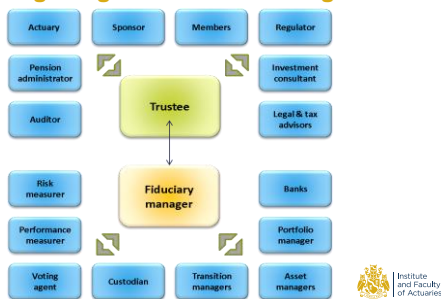 Actuary
Sponsor
Members
Regulator
Pension
administrator
Investment
consultant
Trustee
Auditor
Legal & tax
advisors
Risk
measurer
Fiduciary
manager
Banks
Performance
measurer
Portfolio
manager
Voting
agent
Custodian
Transition
managers
Asset
managers
Institute
and Faculty
of Actuaries